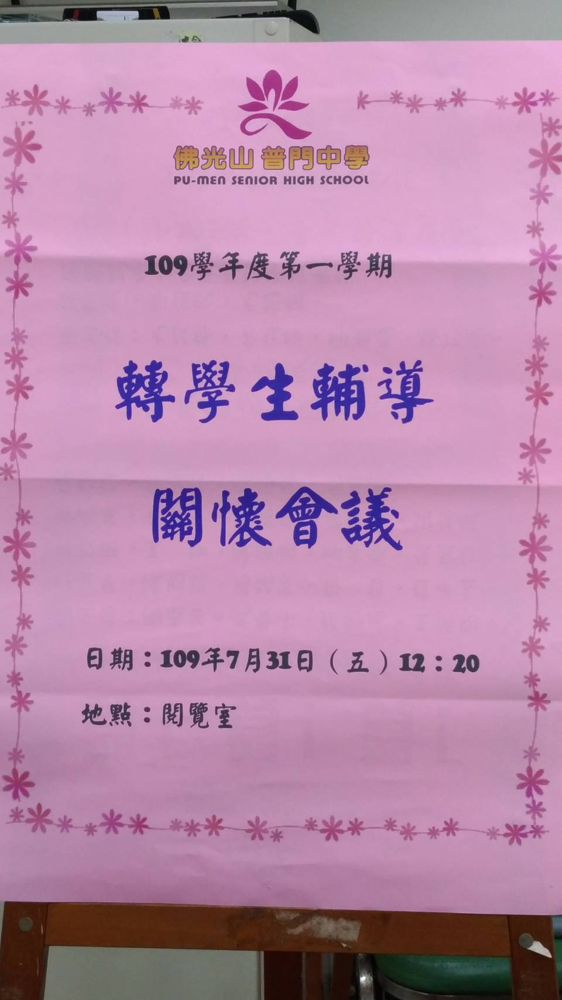 佛光山 普門中學
PU-MEN SENIOR HIGH SCHOOL
109學年度第一學期
轉學生輔導
關懷會議
日期：109年7月31日（五）12：20
地點：閱覽室